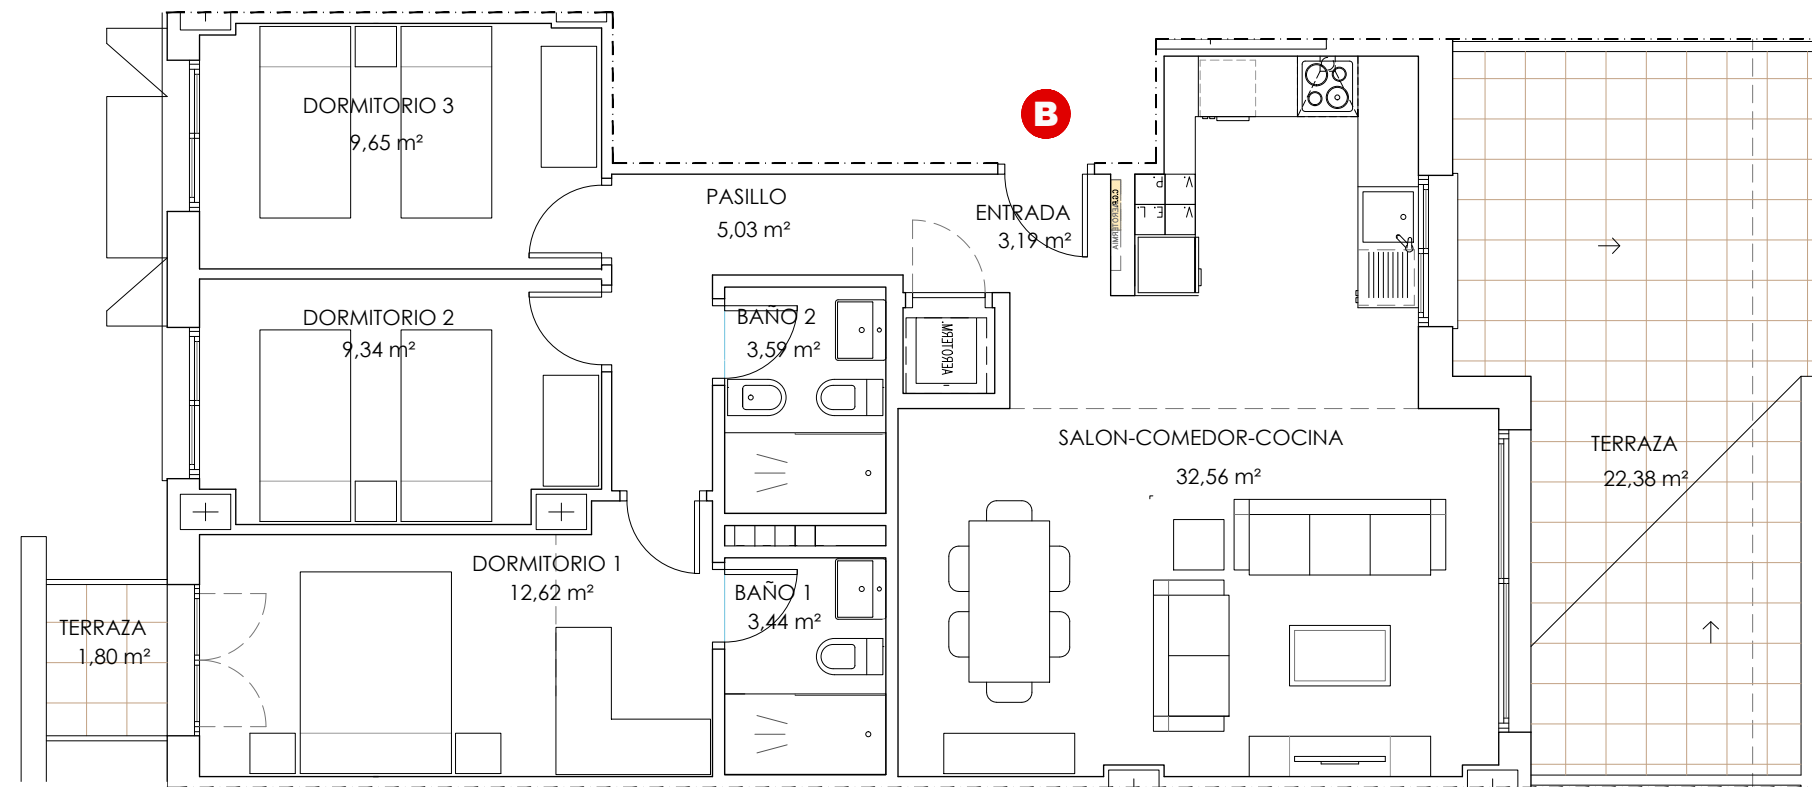 DORMITORIO 3
9,65 m²
B
PASILLO
5,03 m²
ENTRADA
3,19 m²
V.
P.
V.
E. L.
DORMITORIO 2
9,34 m²
BAÑO 2
3,59 m²
AEROTERM.
SALON-COMEDOR-COCINA
32,56 m²
TERRAZA
22,38 m²
DORMITORIO 1
12,62 m²
BAÑO 1
3,44 m²
TERRAZA
1,80 m²